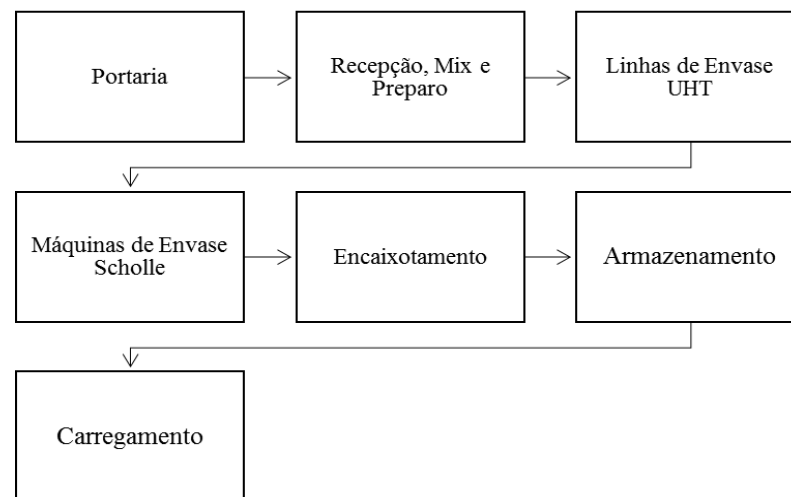 Portaria
Recepção, Mix e
Preparo
Linhas de Envase
UHT
Máquinas de Envase
Scholle
Encaixotamento
Armazenamento
Carregamento